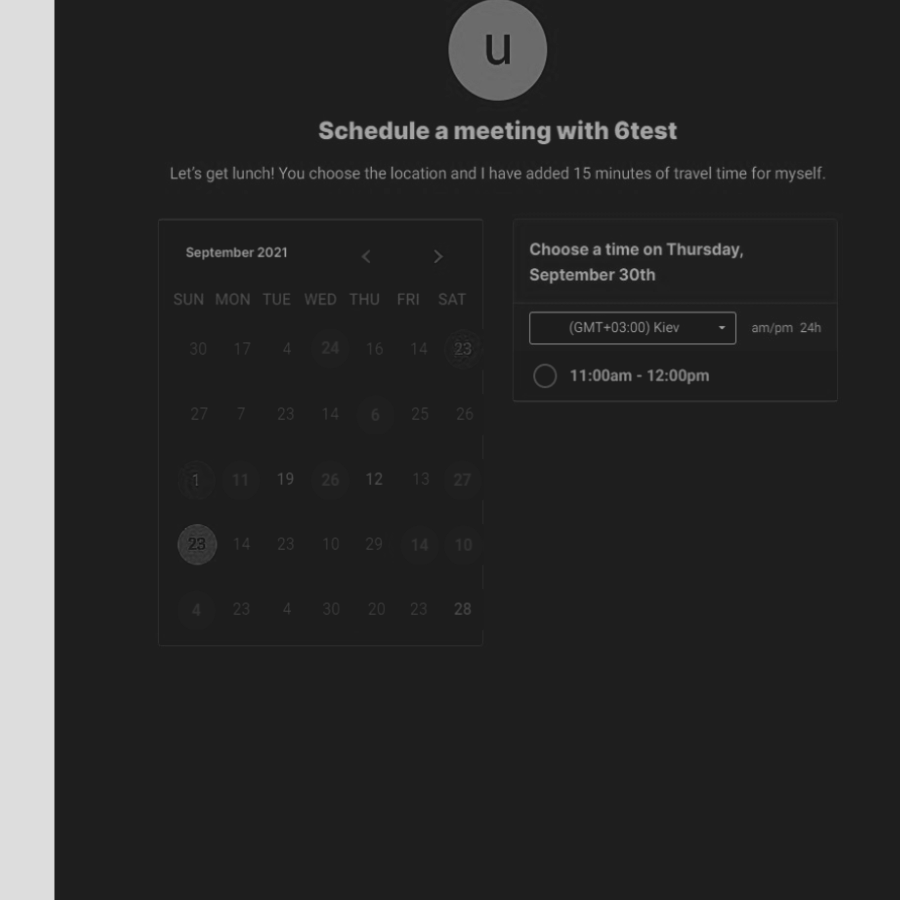 u
Schedule a meeting with 6test
Let's get lunch! You choose the location and I have added 15 minutes of travel time for myself.
September 2021
SUN MON TUE WED THU FRI SAT
30 17 4 24 16 14 23
27 7 23 14 6 25 26
1 11 19 26 12 13 27
23 14 23 10 29 14 10
4 23 4 30 20 23 28
Choose a time on Thursday,
September 30th
(GMT+03:00) Kiev am/pm 24h
11:00am - 12:00pm